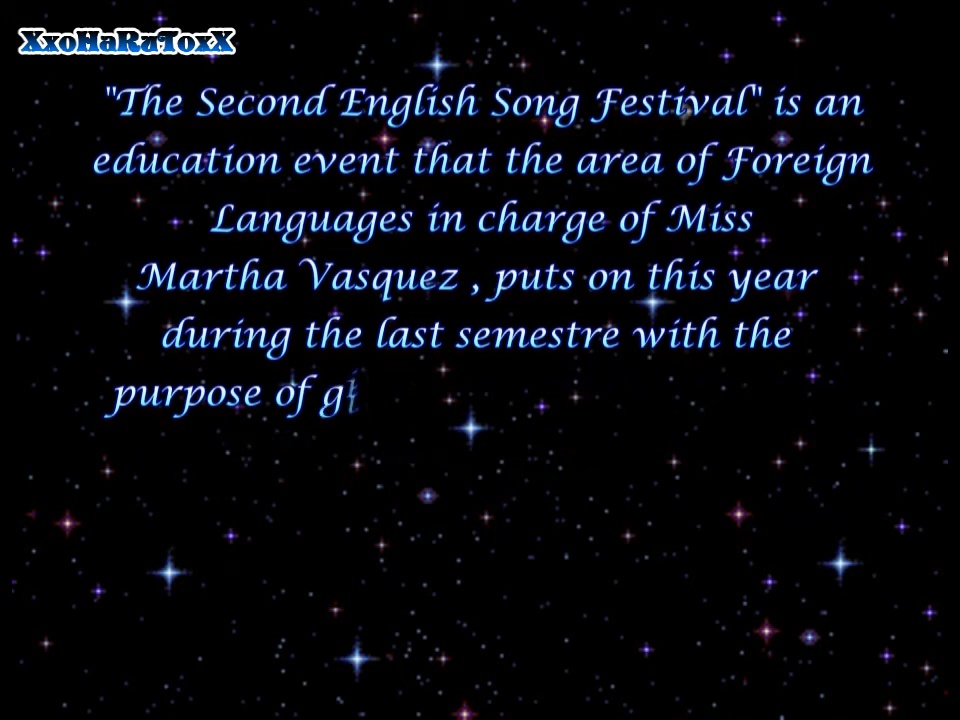 XxoHaRaToxX
"The Second English Song Festival" is an
education event that the area of Foreign
Languages in charge of Miss
Martha Vasquez , puts on this year
during the last semestre with the
purpose of